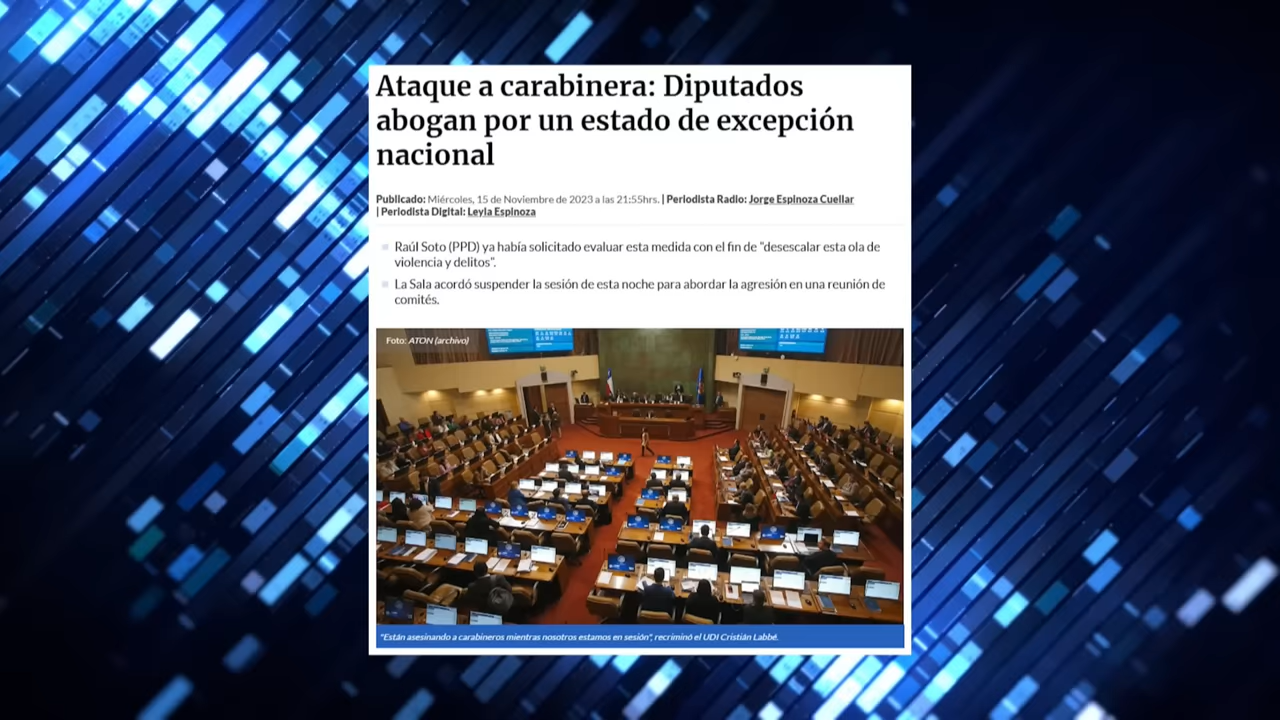 Ataque a carabinera: Diputados
abogan por un estado de excepción
nacional
Publicado: Miércoles, 15 de Noviembre de 2023 a las 21:55hrs. | Periodista Radio: Jorge Espinoza Cuellar
| Periodista Digital: Leyla Espinoza
Raúl Soto (PPD) ya había solicitado evaluar esta medida con el fin de "desescalar esta ola de
violencia y delitos".
La Sala acordó suspender la sesión de esta noche para abordar la agresión en una reunión de
comités.
Foto: ATON (archivo)
"Están asesinando a carabineros mientras nosotros estamos en sesión", recriminó el UDI Cristián Labbé.